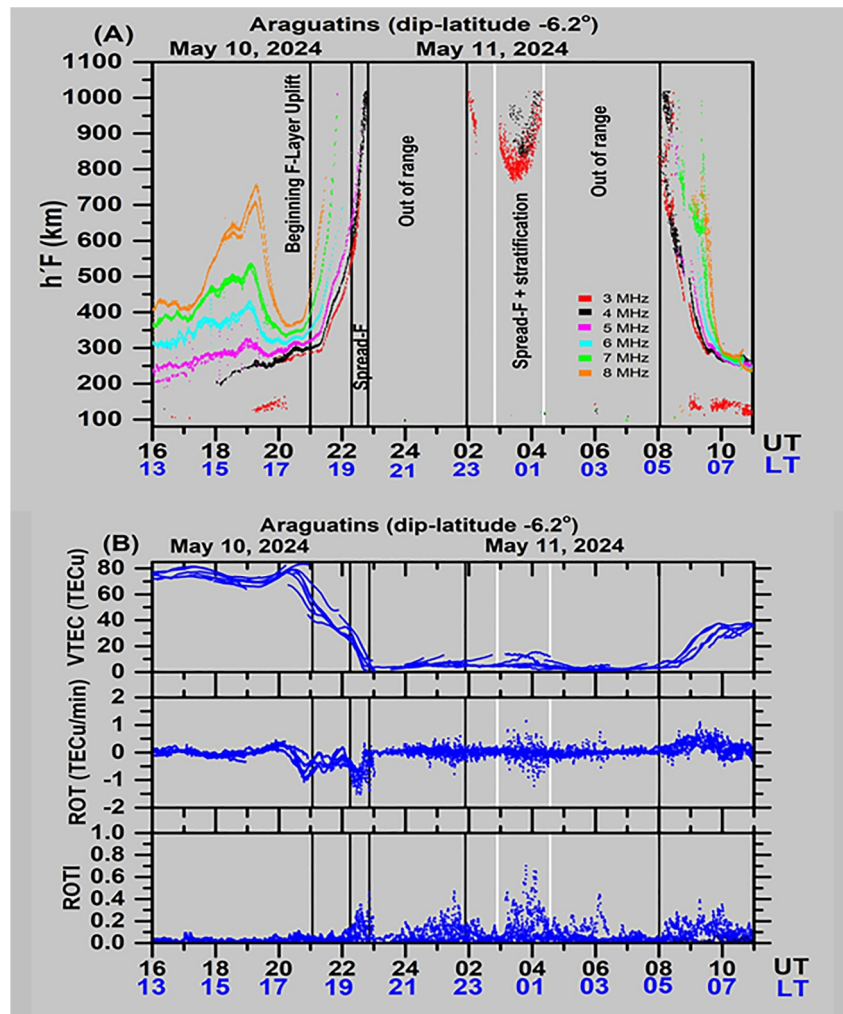 Araguatins (dip-latitude -6.2°)
(A)
May 10, 2024 May 11, 2024
h´F (km)
1100
1000
900
800
700
600
500
400
300
200
100
Beginning F-Layer Uplift
Spread-F
Out of range
Spread-F + stratification
Out of range
3 MHz
4 MHz
5 MHz
6 MHz
7 MHz
8 MHz
16 18 20 22 24 02 04 06 08 10 UT
13 15 17 19 21 23 01 03 05 07 LT
Araguatins (dip-latitude -6.2°)
(B)
May 10, 2024 May 11, 2024
VTEC (TECu)
80
60
40
20
0
ROT (TECu/min)
2
1
0
-1
-2
ROTI
1.0
0.8
0.6
0.4
0.2
0.0
16 18 20 22 24 02 04 06 08 10 UT
13 15 17 19 21 23 01 03 05 07 LT